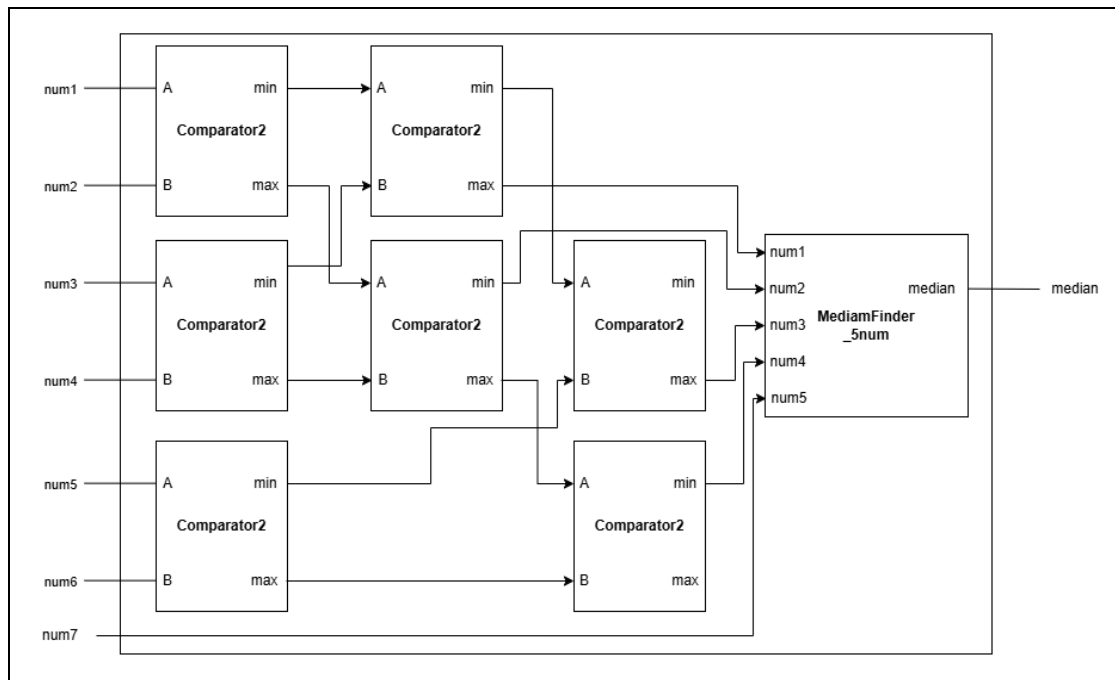 num1
A
min
Comparator2
num2
B
max
A
min
Comparator2
B
max
num3
A
min
Comparator2
num4
B
max
A
min
Comparator2
B
max
A
min
Comparator2
B
max
num5
A
min
Comparator2
num6
B
max
A
min
Comparator2
B
max
num7
num1
num2
num3
num4
num5
median
MediamFinder
_5num
median